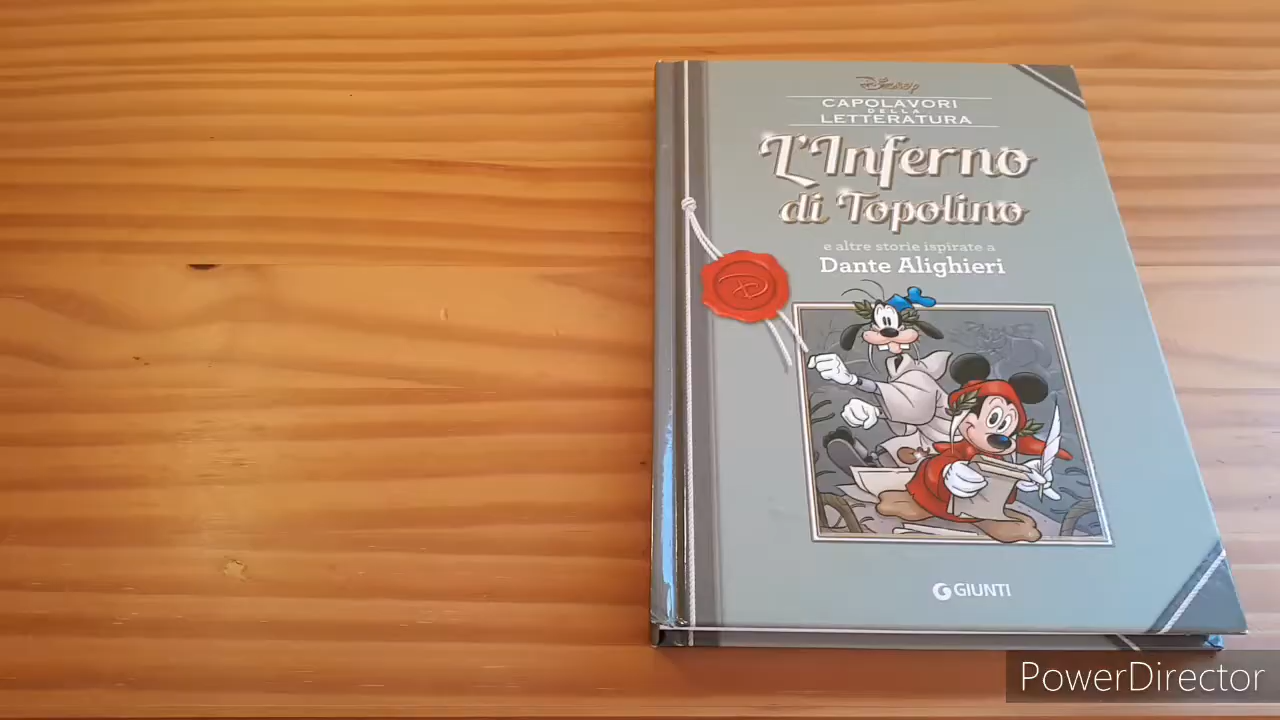 Disney
CAPOLAVORI
DELLA
LETTERATURA
L'Inferno
di Topolino
e altre storie ispirate a
Dante Alighieri
GIUNTI
PowerDirector